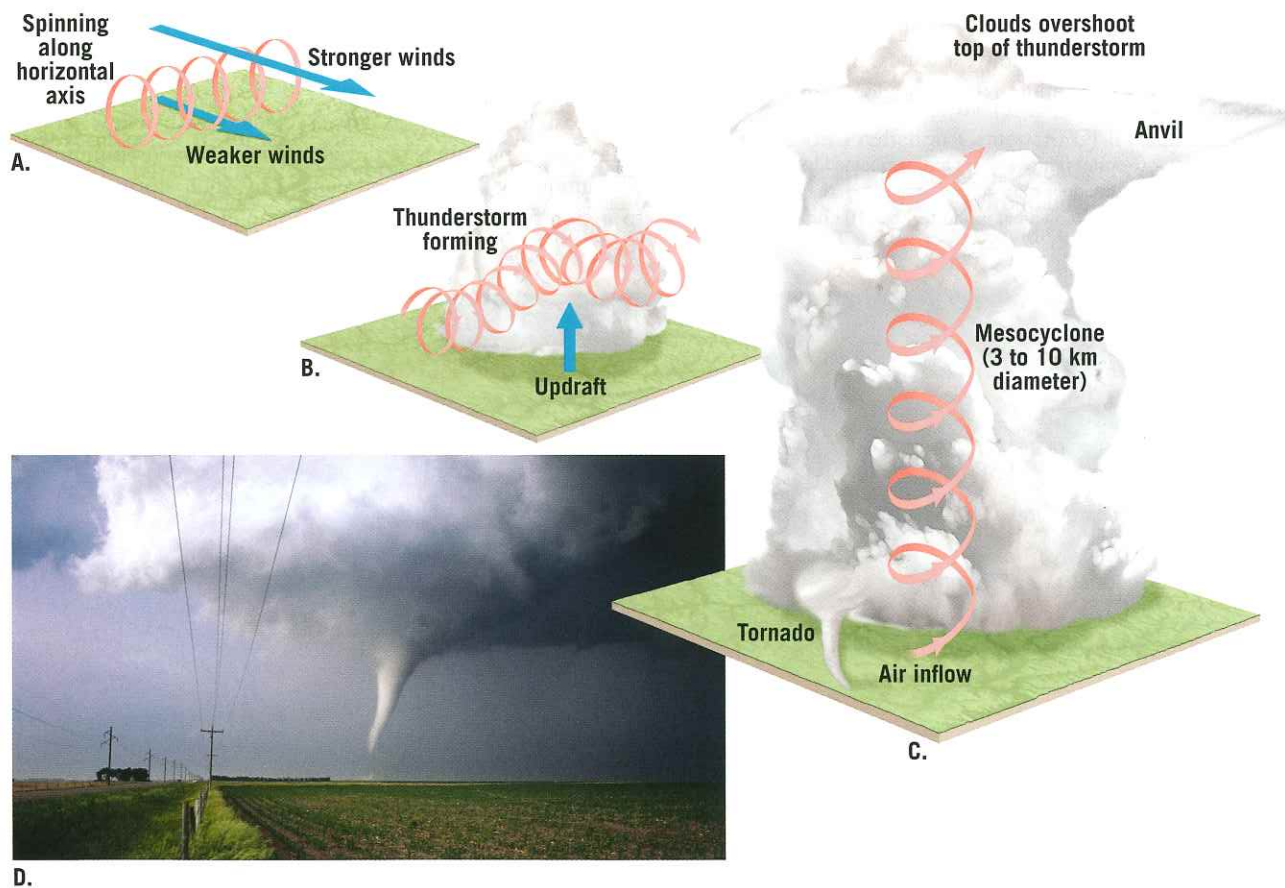 Spinning
along
horizontal
axis
Stronger winds
Weaker winds
A.
Thunderstorm
forming
Updraft
B.
Clouds overshoot
top of thunderstorm
Anvil
Mesocyclone
(3 to 10 km
diameter)
Tornado
Air inflow
C.
D.